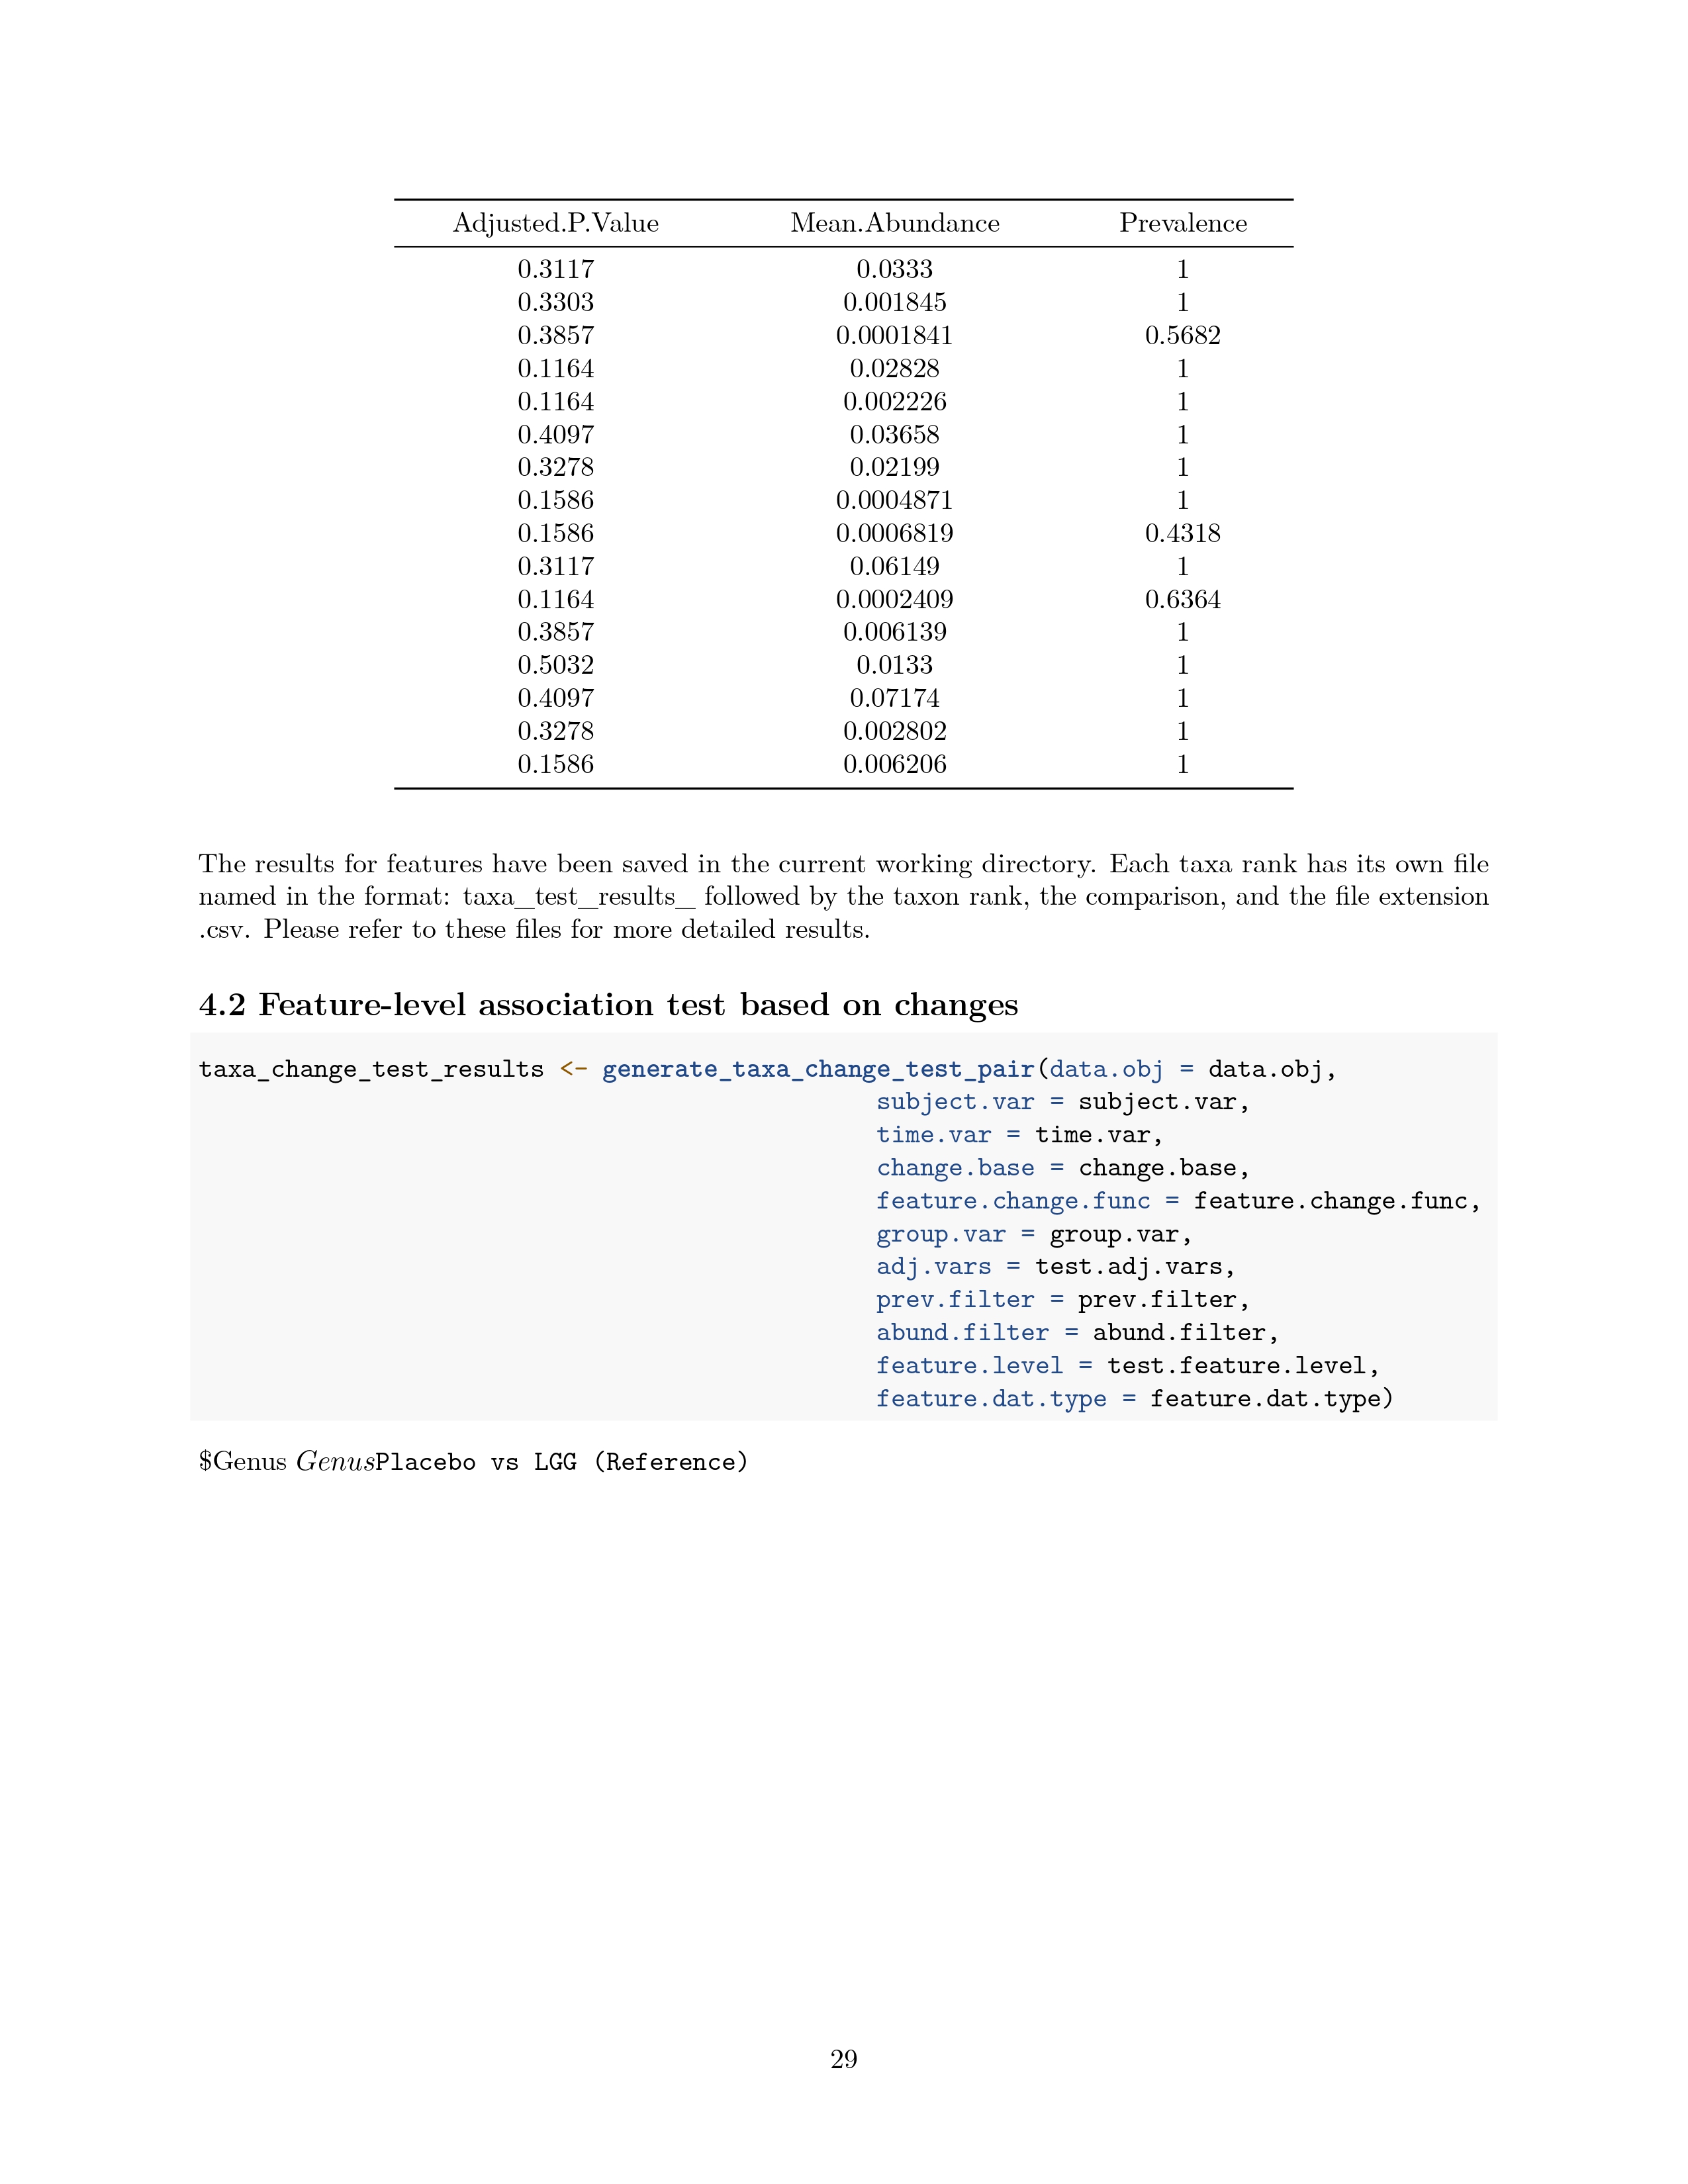 Adjusted.P.Value Mean.Abundance Prevalence
0.3117 0.0333 1
0.3303 0.001845 1
0.3857 0.0001841 0.5682
0.1164 0.02828 1
0.1164 0.002226 1
0.4097 0.03658 1
0.3278 0.02199 1
0.1586 0.0004871 1
0.1586 0.0006819 0.4318
0.3117 0.06149 1
0.1164 0.0002409 0.6364
0.3857 0.006139 1
0.5032 0.0133 1
0.4097 0.07174 1
0.3278 0.002802 1
0.1586 0.006206 1
The results for features have been saved in the current working directory. Each taxa rank has its own file
named in the format: taxa_test_results_ followed by the taxon rank, the comparison, and the file extension
.csv. Please refer to these files for more detailed results.
4.2 Feature-level association test based on changes
taxa_change_test_results <- generate_taxa_change_test_pair(data.obj = data.obj,
subject.var = subject.var,
time.var = time.var,
change.base = change.base,
feature.change.func = feature.change.func,
group.var = group.var,
adj.vars = test.adj.vars,
prev.filter = prev.filter,
abund.filter = abund.filter,
feature.level = test.feature.level,
feature.dat.type = feature.dat.type)
$Genus GenusPlacebo vs LGG (Reference)
29